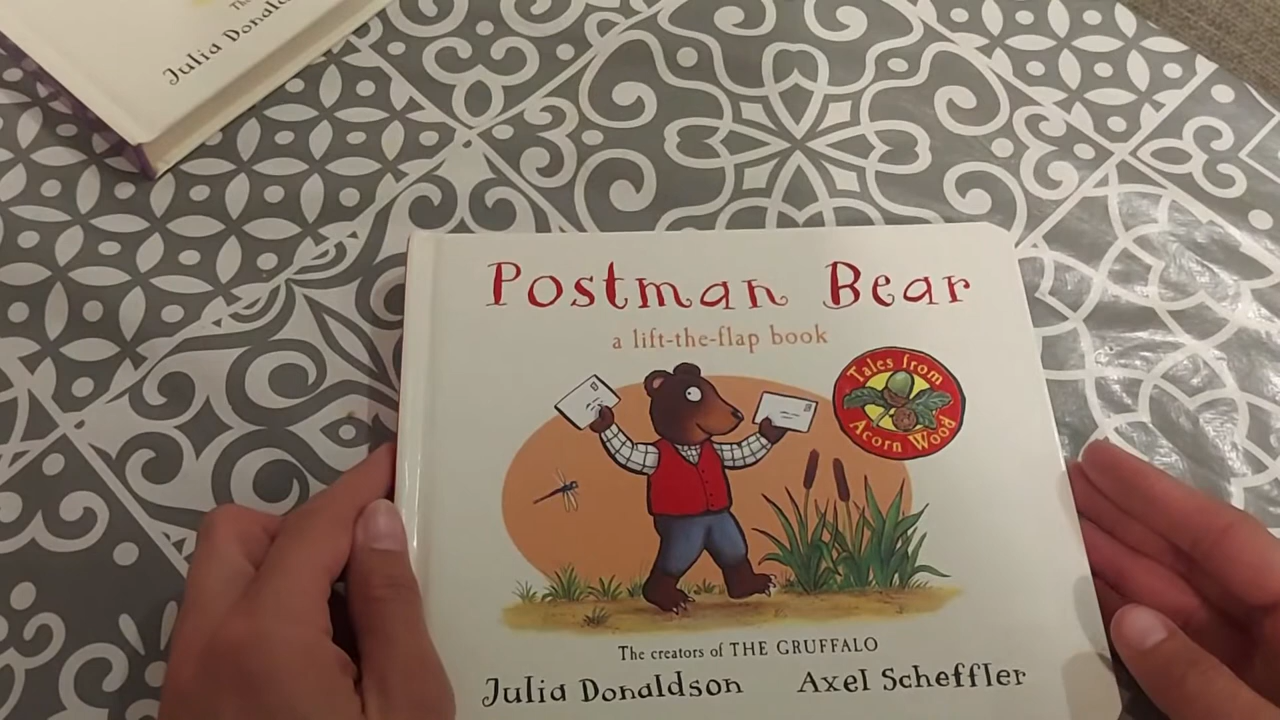 The
Julia Donald
Postman Bear
a lift-the-flap book
Tales from
Acorn Wood
The creators of THE GRUFFALO
Julia Donaldson Axel Scheffler